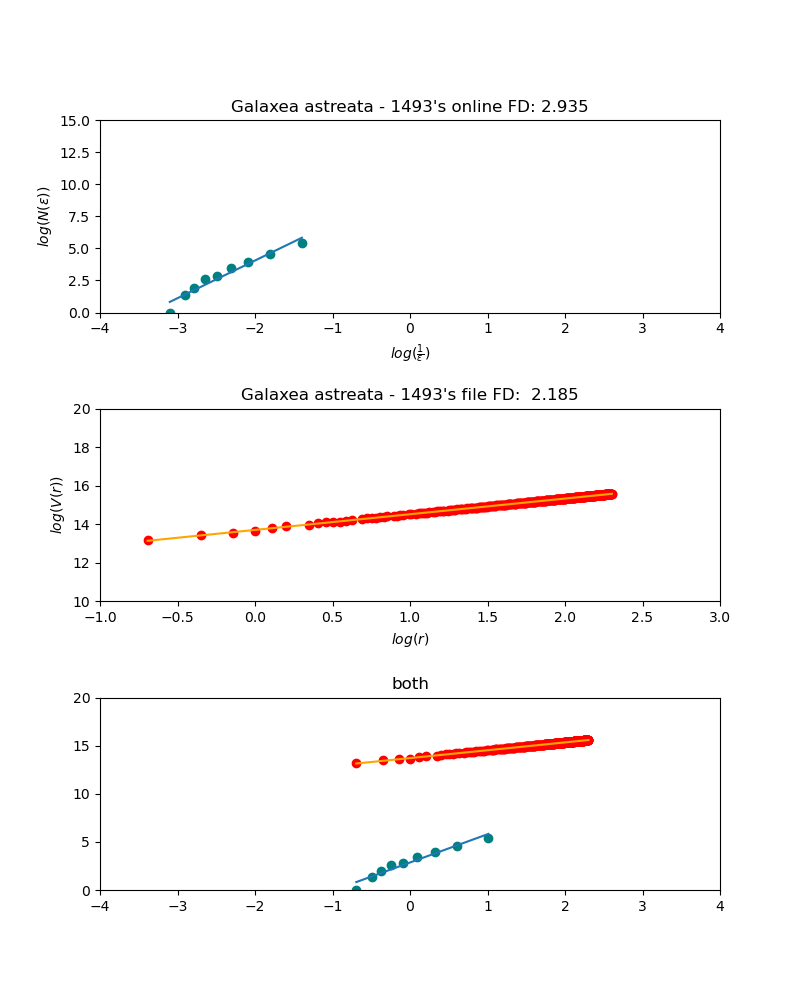 Galaxea astreata - 1493's online FD: 2.935
15.0
12.5
10.0
7.5
5.0
2.5
0.0
log(N(ε))
−4 −3 −2 −1 0 1 2 3 4
log(1/ε)
Galaxea astreata - 1493's file FD:  2.185
20
18
16
14
12
10
log(V(r))
−1.0 −0.5 0.0 0.5 1.0 1.5 2.0 2.5 3.0
log(r)
both
20
15
10
5
0
−4 −3 −2 −1 0 1 2 3 4